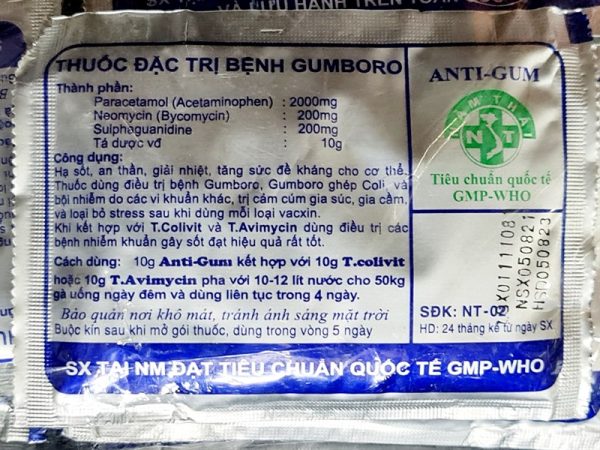 VÀ LƯU HÀNH TRÊN TOÀN
THUỐC ĐẶC TRỊ BỆNH GUMBORO
Thành phần:
Paracetamol (Acetaminophen) : 2000mg
Neomycin (Bycomycin) : 200mg
Sulphaguanidine : 200mg
Tá dược vđ : 10g
Công dụng:
Hạ sốt, an thần, giải nhiệt, tăng sức đề kháng cho cơ thể.
Thuốc dùng điều trị bệnh Gumboro, Gumboro ghép Coli, và
bội nhiễm do các vi khuẩn khác, trị cảm cúm gia súc, gia cầm,
và loại bỏ stress sau khi dùng mỗi loại vacxin.
Khi kết hợp với T.Colivit và T.Avimycin dùng điều trị các
bệnh nhiễm khuẩn gây sốt đạt hiệu quả rất tốt.
Cách dùng: 10g Anti-Gum kết hợp với 10g T.colivit
hoặc 10g T.Avimycin pha với 10-12 lít nước cho 50kg
gà uống ngày đêm và dùng liên tục trong 4 ngày.
Bảo quản nơi khô mát, tránh ánh sáng mặt trời
Buộc kín sau khi mở gói thuốc, dùng trong vòng 5 ngày
ANTI-GUM
NST
Tiêu chuẩn quốc tế
GMP-WHO
SĐK: NT-02
HD: 24 tháng kể từ ngày SX
SX01111108
NSX050821
HSD050823
SX TẠI NM ĐẠT TIÊU CHUẨN QUỐC TẾ GMP-WHO